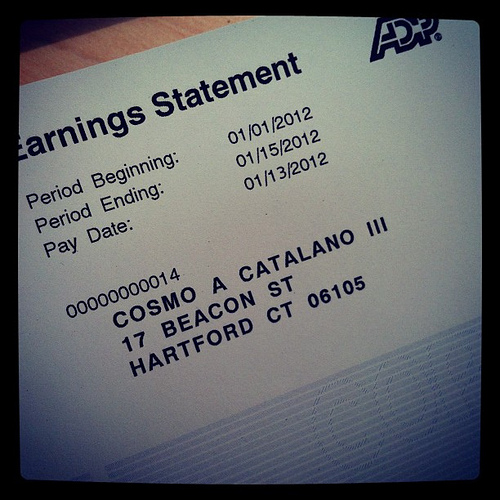 ADP®
Earnings Statement
Period Beginning: 01/01/2012
Period Ending: 01/15/2012
Pay Date: 01/13/2012
00000000014
COSMO A CATALANO III
17 BEACON ST
HARTFORD CT 06105